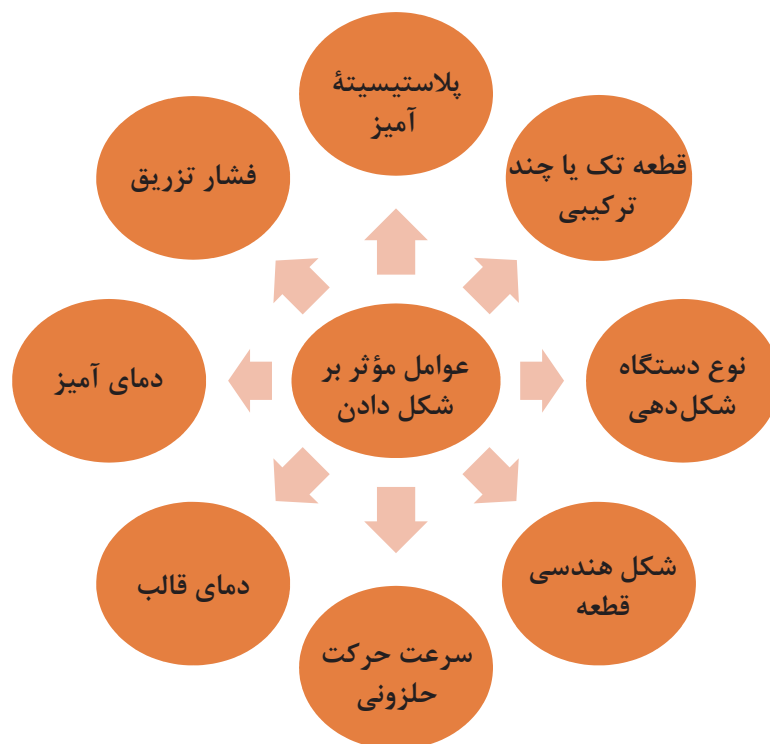 پلاستیسیتۀ
آمیز
قطعه تک یا چند
ترکیبی
فشار تزریق
عوامل مؤثر بر
شکل دادن
نوع دستگاه
شکل‌دهی
دمای آمیز
شکل هندسی
قطعه
دمای قالب
سرعت حرکت
حلزونی